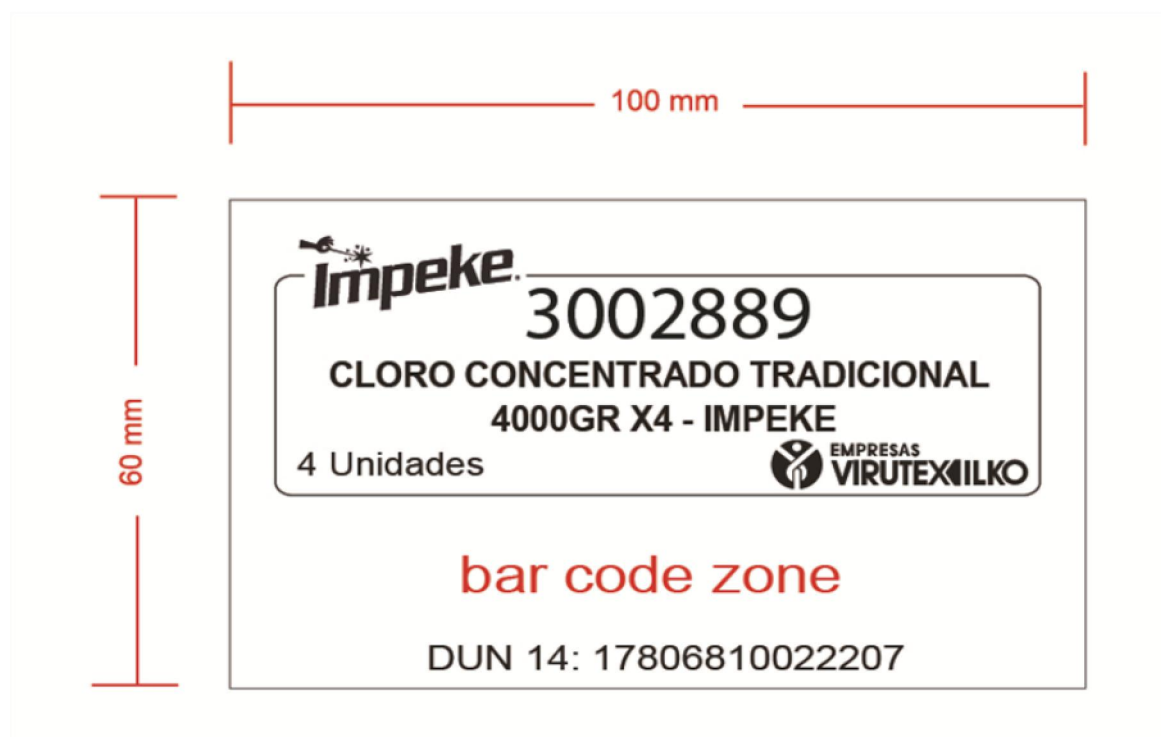 100 mm
60 mm
Impeke
3002889
CLORO CONCENTRADO TRADICIONAL
4000GR X4 - IMPEKE
4 Unidades
EMPRESAS
VIRUTEX ILKO
bar code zone
DUN 14: 17806810022207